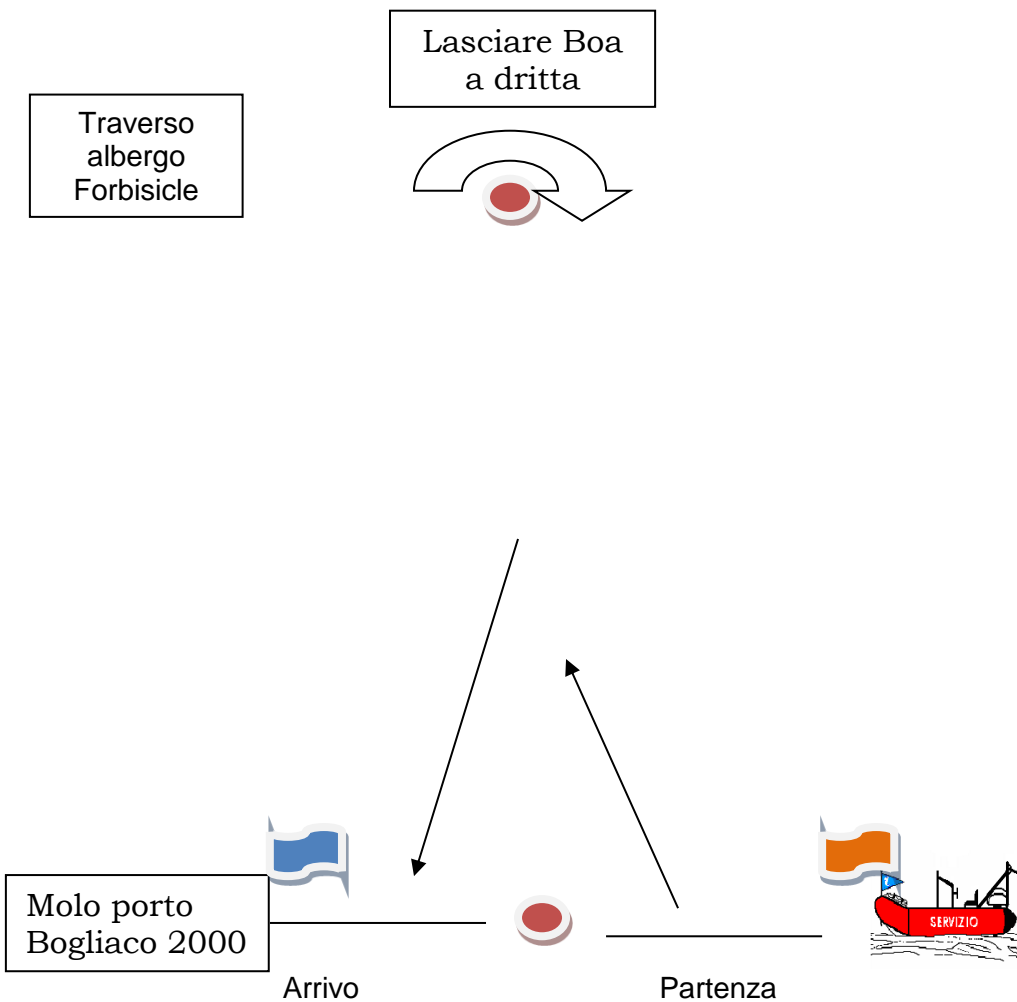 Lasciare Boa
a dritta
Traverso
albergo
Forbisicle
Molo porto
Bogliaco 2000
SERVIZIO
Arrivo
Partenza